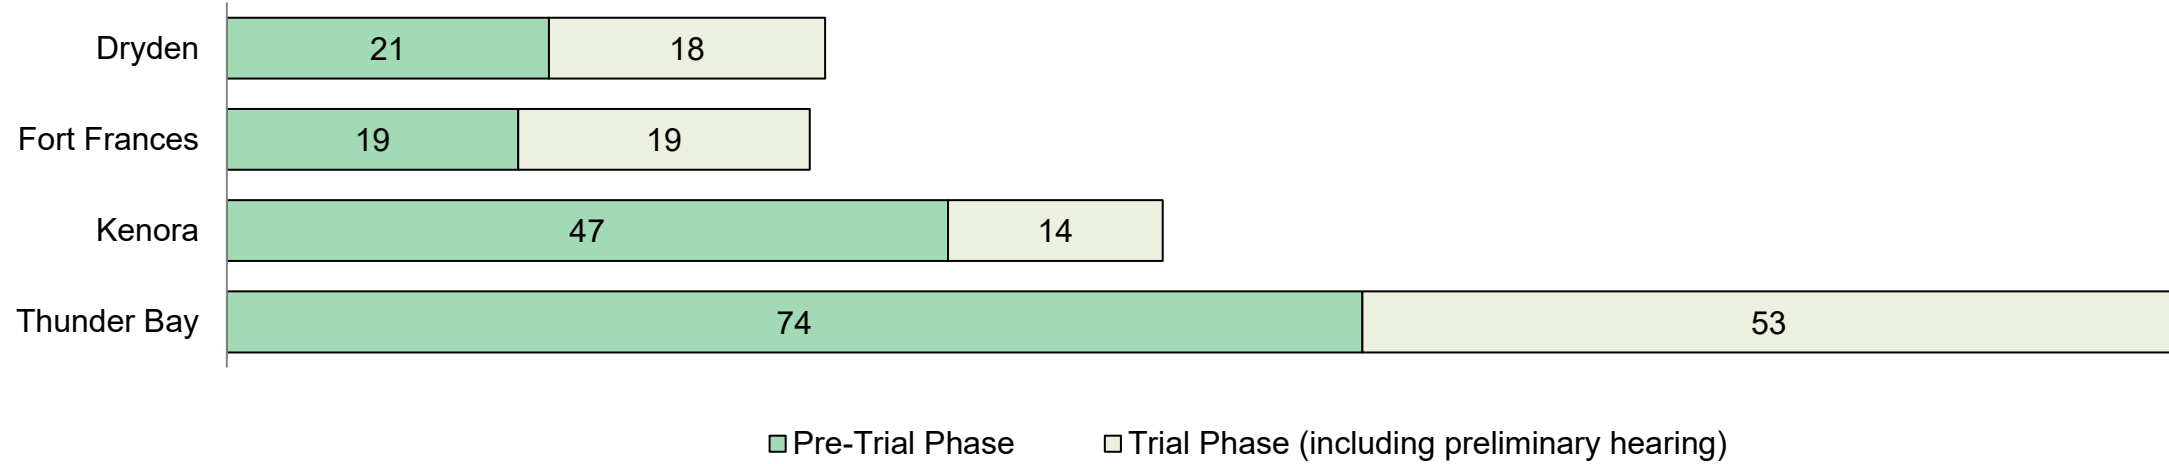 Dryden 21 18
Fort Frances 19 19
Kenora 47 14
Thunder Bay 74 53
Pre-Trial Phase Trial Phase (including preliminary hearing)